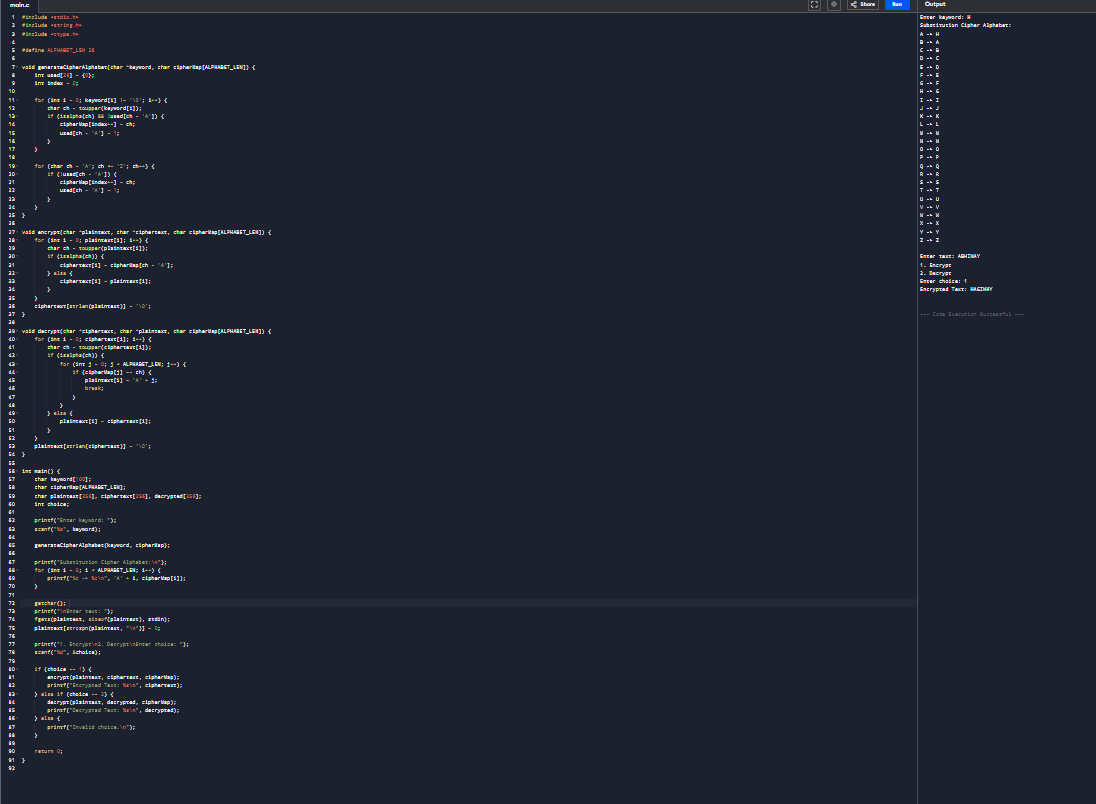 main.c
Share
Run
Output
1 #include <stdio.h>
2 #include <string.h>
3 #include <ctype.h>
4
5 #define ALPHABET_LEN 26
6
7 void generateCipherAlphabet(char *keyword, char cipherMap[ALPHABET_LEN]) {
8 int used[26] = {0};
9 int index = 0;
10
11 for (int i = 0; keyword[i] != '\0'; i++) {
12 char ch = toupper(keyword[i]);
13 if (isalpha(ch) && !used[ch - 'A']) {
14 cipherMap[index++] = ch;
15 used[ch - 'A'] = 1;
16 }
17 }
18
19 for (char ch = 'A'; ch <= 'Z'; ch++) {
20 if (!used[ch - 'A']) {
21 cipherMap[index++] = ch;
22 used[ch - 'A'] = 1;
23 }
24 }
25 }
26
27 void encrypt(char *plaintext, char *ciphertext, char cipherMap[ALPHABET_LEN]) {
28 for (int i = 0; plaintext[i]; i++) {
29 char ch = toupper(plaintext[i]);
30 if (isalpha(ch)) {
31 ciphertext[i] = cipherMap[ch - 'A'];
32 } else {
33 ciphertext[i] = plaintext[i];
34 }
35 }
36 ciphertext[strlen(plaintext)] = '\0';
37 }
38
39 void decrypt(char *ciphertext, char *plaintext, char cipherMap[ALPHABET_LEN]) {
40 for (int i = 0; ciphertext[i]; i++) {
41 char ch = toupper(ciphertext[i]);
42 if (isalpha(ch)) {
43 for (int j = 0; j < ALPHABET_LEN; j++) {
44 if (cipherMap[j] == ch) {
45 plaintext[i] = 'A' + j;
46 break;
47 }
48 }
49 } else {
50 plaintext[i] = ciphertext[i];
51 }
52 }
53 plaintext[strlen(ciphertext)] = '\0';
54 }
55
56 int main() {
57 char keyword[100];
58 char cipherMap[ALPHABET_LEN];
59 char plaintext[256], ciphertext[256], decrypted[256];
60 int choice;
61
62 printf("Enter keyword: ");
63 scanf("%s", keyword);
64
65 generateCipherAlphabet(keyword, cipherMap);
66
67 printf("Substitution Cipher Alphabet:\n");
68 for (int i = 0; i < ALPHABET_LEN; i++) {
69 printf("%c -> %c\n", 'A' + i, cipherMap[i]);
70 }
71
72 getchar();
73 printf("\nEnter text: ");
74 fgets(plaintext, sizeof(plaintext), stdin);
75 plaintext[strcspn(plaintext, "\n")] = 0;
76
77 printf("1. Encrypt\n2. Decrypt\nEnter choice: ");
78 scanf("%d", &choice);
79
80 if (choice == 1) {
81 encrypt(plaintext, ciphertext, cipherMap);
82 printf("Encrypted Text: %s\n", ciphertext);
83 } else if (choice == 2) {
84 decrypt(plaintext, decrypted, cipherMap);
85 printf("Decrypted Text: %s\n", decrypted);
86 } else {
87 printf("Invalid choice.\n");
88 }
89
90 return 0;
91 }
92
Enter keyword: H
Substitution Cipher Alphabet:
A -> H
B -> A
C -> B
D -> C
E -> D
F -> E
G -> F
H -> G
I -> I
J -> J
K -> K
L -> L
M -> M
N -> N
O -> O
P -> P
Q -> Q
R -> R
S -> S
T -> T
U -> U
V -> V
W -> W
X -> X
Y -> Y
Z -> Z
Enter text: ABHINAY
1. Encrypt
2. Decrypt
Enter choice: 1
Encrypted Text: HAGINHY
=== Code Execution Successful ===